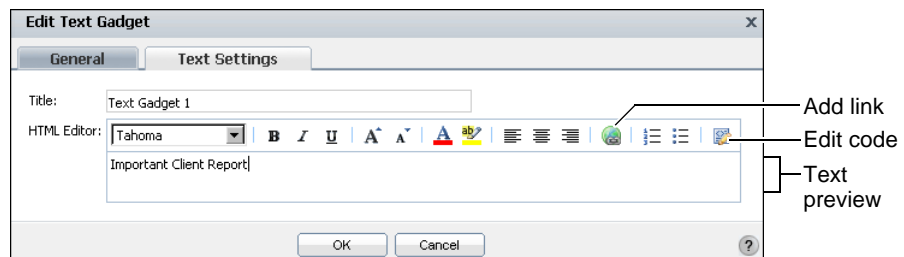 Edit Text Gadget x
General Text Settings
Title: Text Gadget 1
HTML Editor: Tahoma B I U A A A ab
Important Client Report
OK Cancel ?
Add link
Edit code
Text
preview